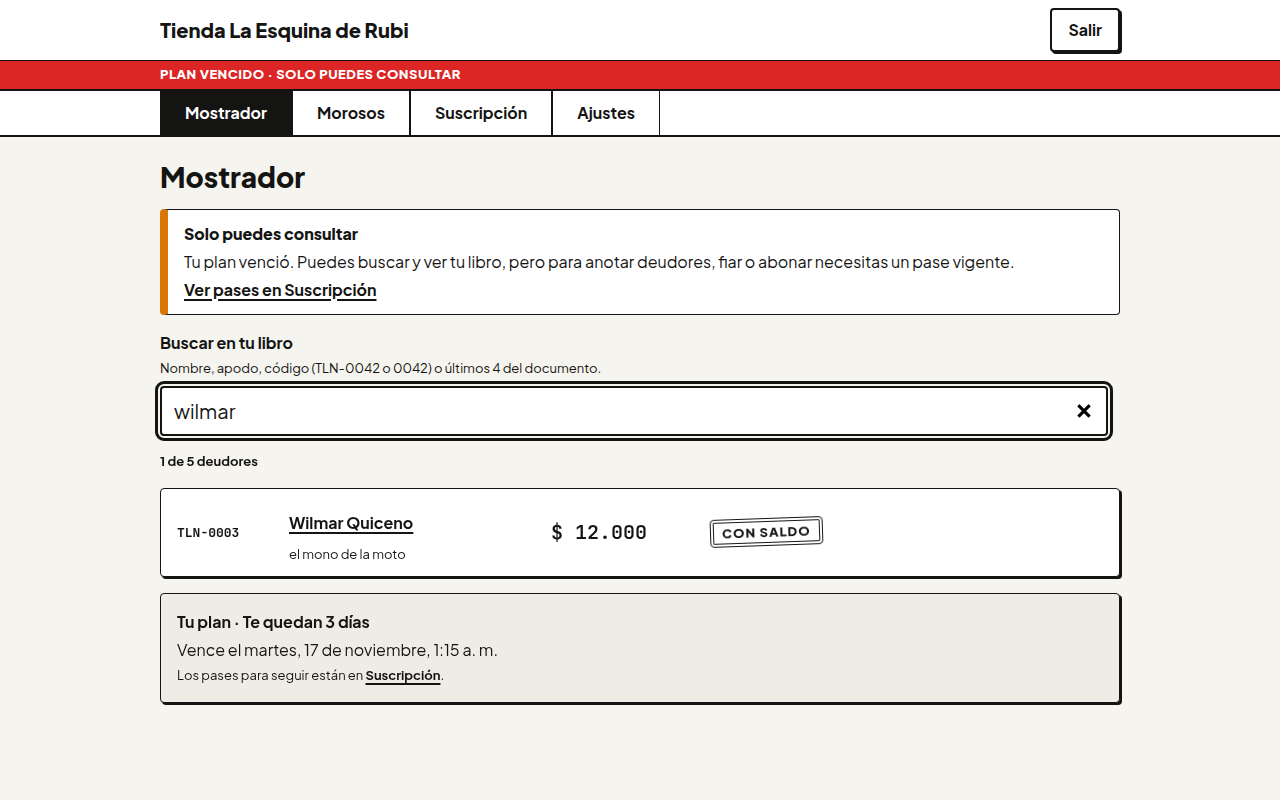 Tienda La Esquina de Rubi
Salir
PLAN VENCIDO · SOLO PUEDES CONSULTAR
Mostrador
Morosos
Suscripción
Ajustes
Mostrador
Solo puedes consultar
Tu plan venció. Puedes buscar y ver tu libro, pero para anotar deudores, fiar o abonar necesitas un pase vigente.
Ver pases en Suscripción
Buscar en tu libro
Nombre, apodo, código (TLN-0042 o 0042) o últimos 4 del documento.
wilmar
1 de 5 deudores
TLN-0003
Wilmar Quiceno
el mono de la moto
$ 12.000
CON SALDO
Tu plan · Te quedan 3 días
Vence el martes, 17 de noviembre, 1:15 a. m.
Los pases para seguir están en Suscripción.